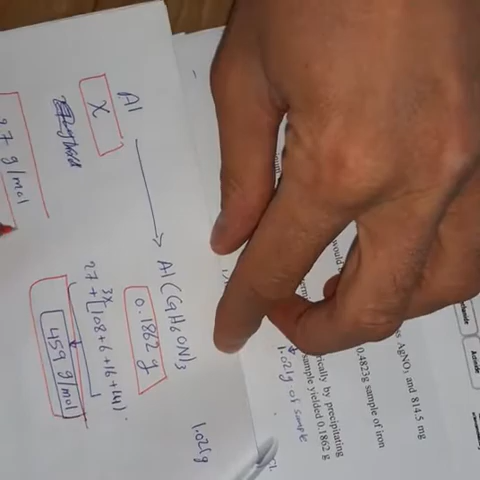 Al
X
27 g/mol
Al(C9H6ON)3
0.1862 g
27 + 3x[108+6+16+14]
459 g/mol
1.021g
would
AgNO3 and 814.5 mg
0.4823g sample of iron
rically by precipitating
sample yielded 0.1862 g
1.021g of sample